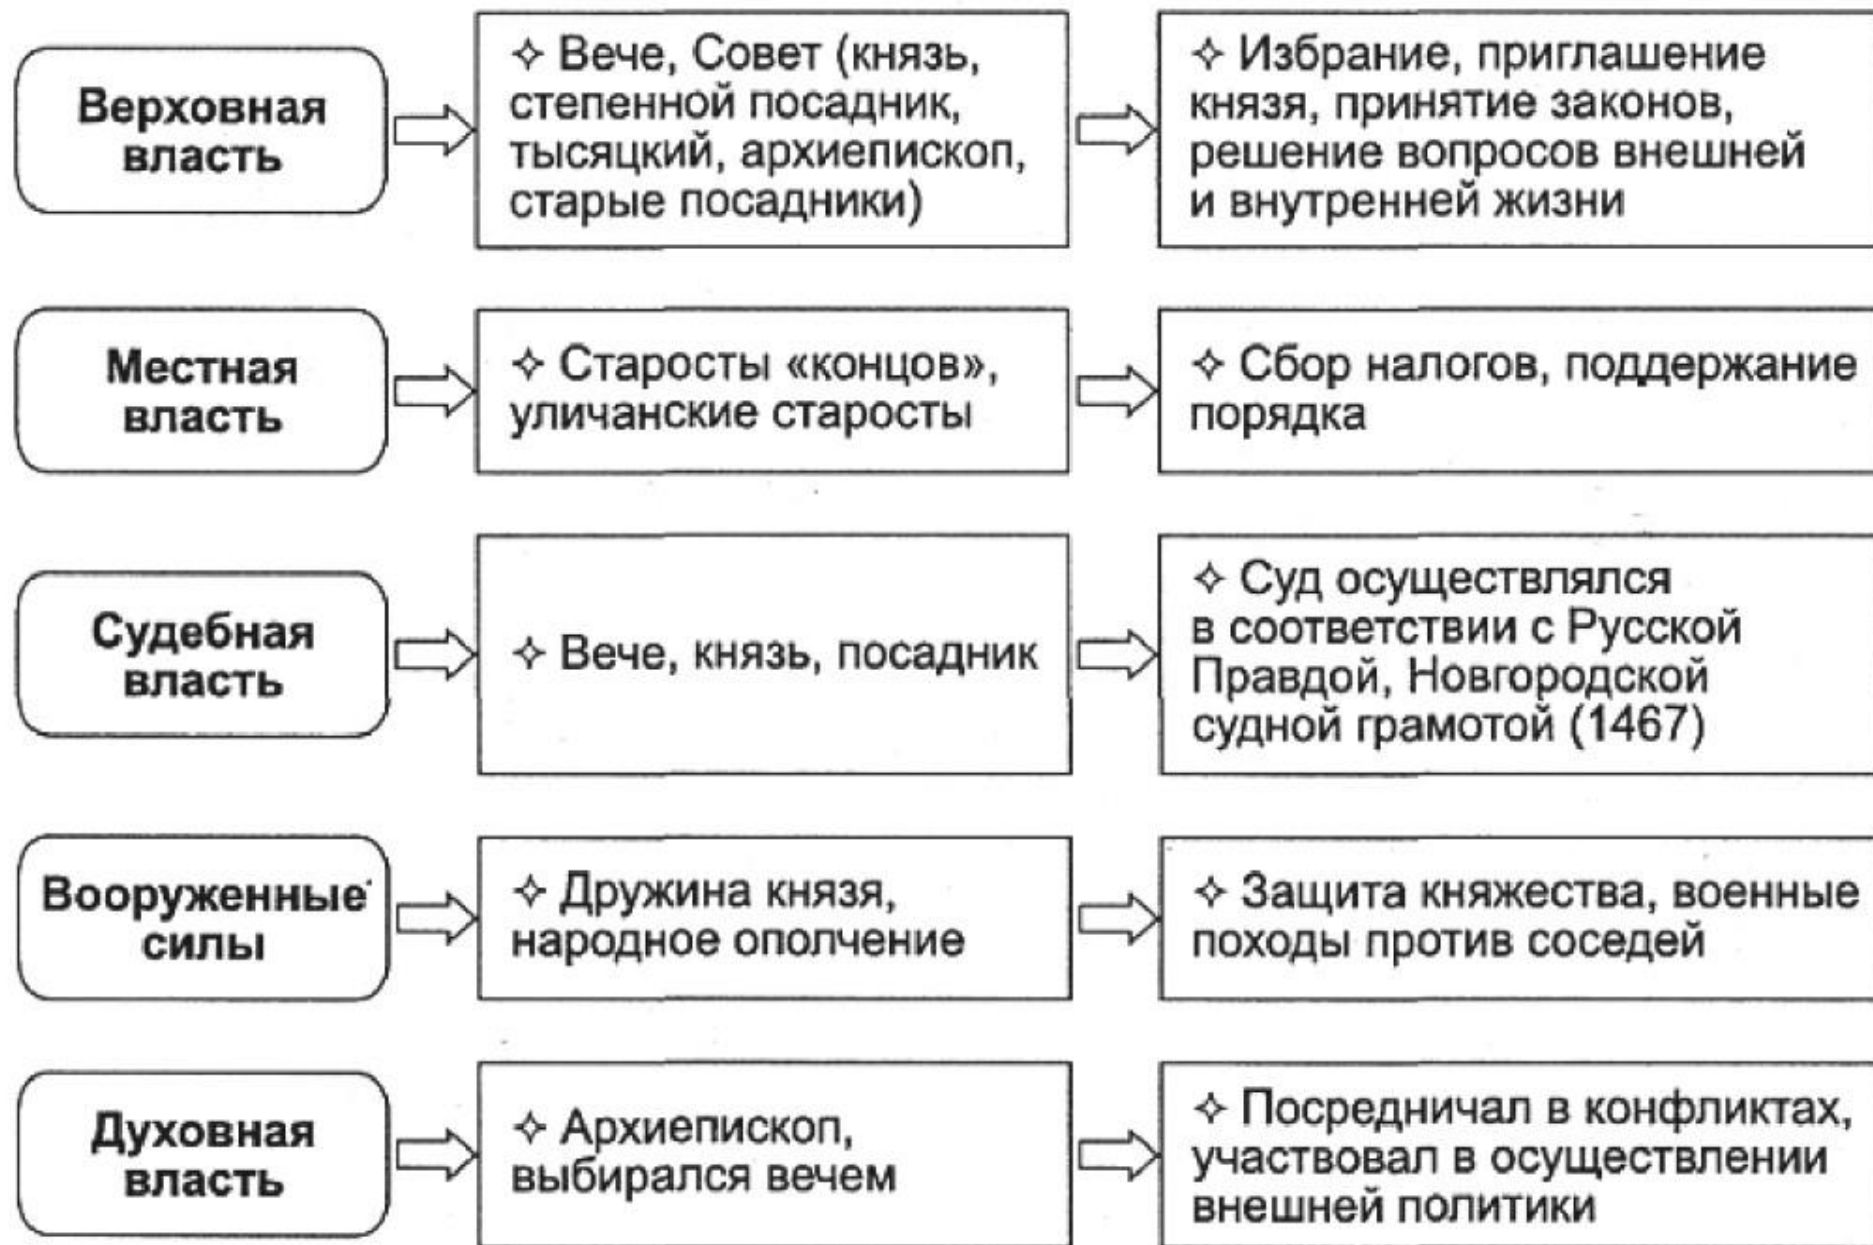 Верховная
власть
✧ Вече, Совет (князь,
степенной посадник,
тысяцкий, архиепископ,
старые посадники)
✧ Избрание, приглашение
князя, принятие законов,
решение вопросов внешней
и внутренней жизни
Местная
власть
✧ Старосты «концов»,
уличанские старосты
✧ Сбор налогов, поддержание
порядка
Судебная
власть
✧ Вече, князь, посадник
✧ Суд осуществлялся
в соответствии с Русской
Правдой, Новгородской
судной грамотой (1467)
Вооруженные
силы
✧ Дружина князя,
народное ополчение
✧ Защита княжества, военные
походы против соседей
Духовная
власть
✧ Архиепископ,
выбирался вечем
✧ Посредничал в конфликтах,
участвовал в осуществлении
внешней политики